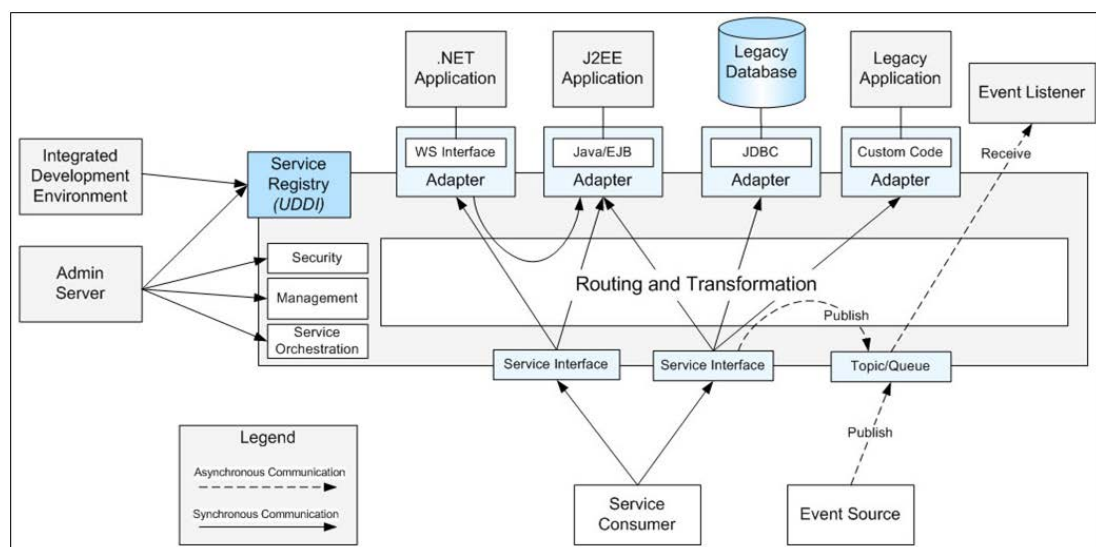 .NET
Application
J2EE
Application
Legacy
Database
Legacy
Application
Event Listener
Integrated
Development
Environment
Service
Registry
(UDDI)
WS Interface
Adapter
Java/EJB
Adapter
JDBC
Adapter
Custom Code
Adapter
Receive
Admin
Server
Security
Management
Service
Orchestration
Routing and Transformation
Publish
Service Interface
Service Interface
Topic/Queue
Publish
Legend
Asynchronous Communication
Synchronous Communication
Service
Consumer
Event Source